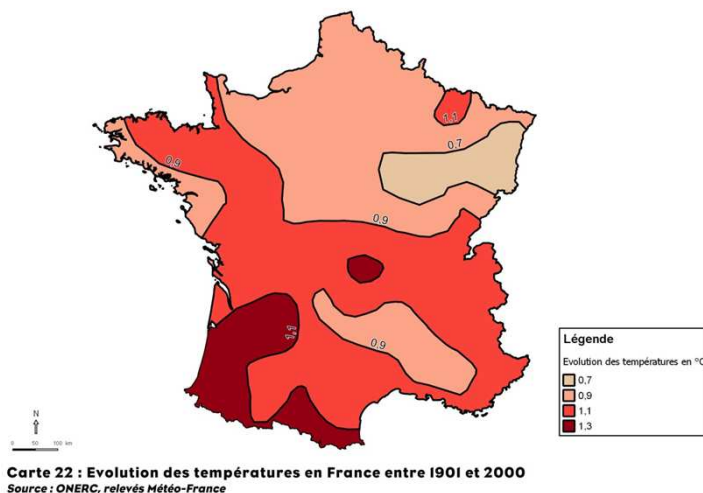 1,1
0,7
0,9
0,9
1,1
0,9
Légende
Evolution des températures en °C
0,7
0,9
1,1
1,3
N
0 50 100 km
Carte 22 : Evolution des températures en France entre 1901 et 2000
Source : ONERC, relevés Météo-France